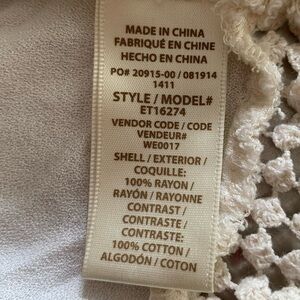 MADE IN CHINA
FABRIQUÉ EN CHINE
HECHO EN CHINA
PO# 20915-00 / 081914
1411
STYLE / MODEL#
ET16274
VENDOR CODE / CODE
VENDEUR#
WE0017
SHELL / EXTERIOR /
COQUILLE:
100% RAYON /
RAYÓN / RAYONNE
CONTRAST /
CONTRASTE /
CONTRASTE:
100% COTTON /
ALGODÓN / COTON